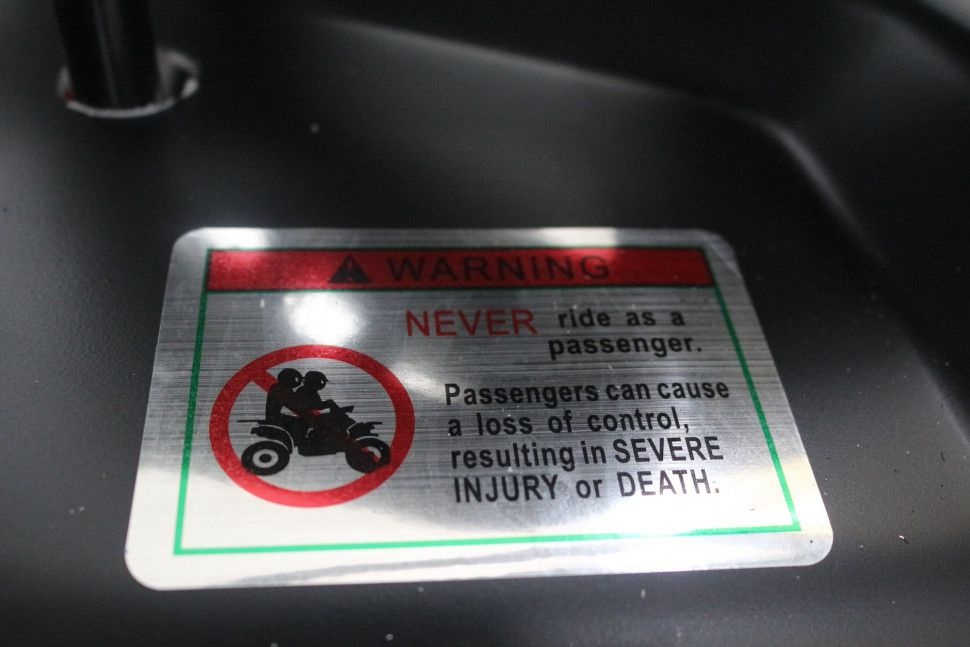 WARNING
NEVER ride as a
passenger.
Passengers can cause
a loss of control,
resulting in SEVERE
INJURY or DEATH.